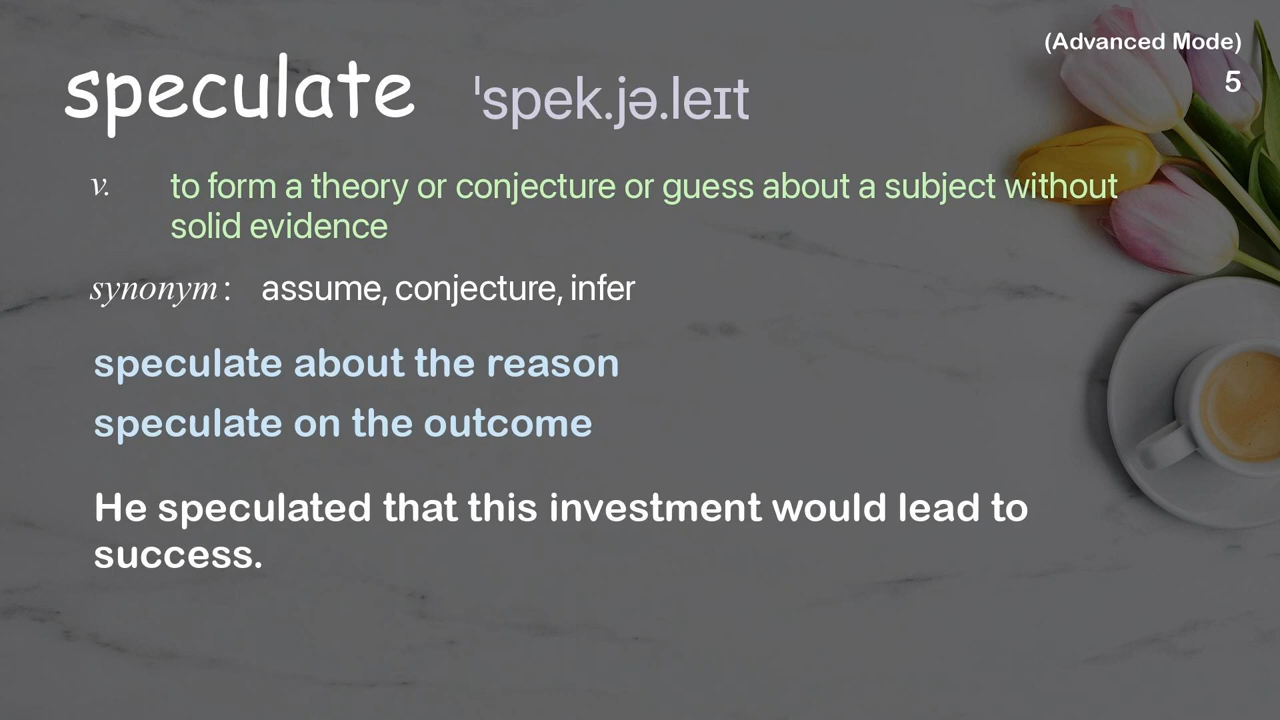 (Advanced Mode)
5
speculate ˈspek.jə.leɪt
v. to form a theory or conjecture or guess about a subject without
solid evidence
synonym : assume, conjecture, infer
speculate about the reason
speculate on the outcome
He speculated that this investment would lead to
success.